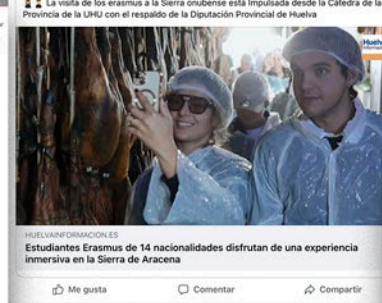 La visita de los erasmus a la Sierra onubense está impulsada desde la Cátedra de la
Provincia de la UHU con el respaldo de la Diputación Provincial de Huelva
Huelva
Información
HUELVAINFORMACION.ES
Estudiantes Erasmus de 14 nacionalidades disfrutan de una experiencia
inmersiva en la Sierra de Aracena
Me gusta
Comentar
Compartir